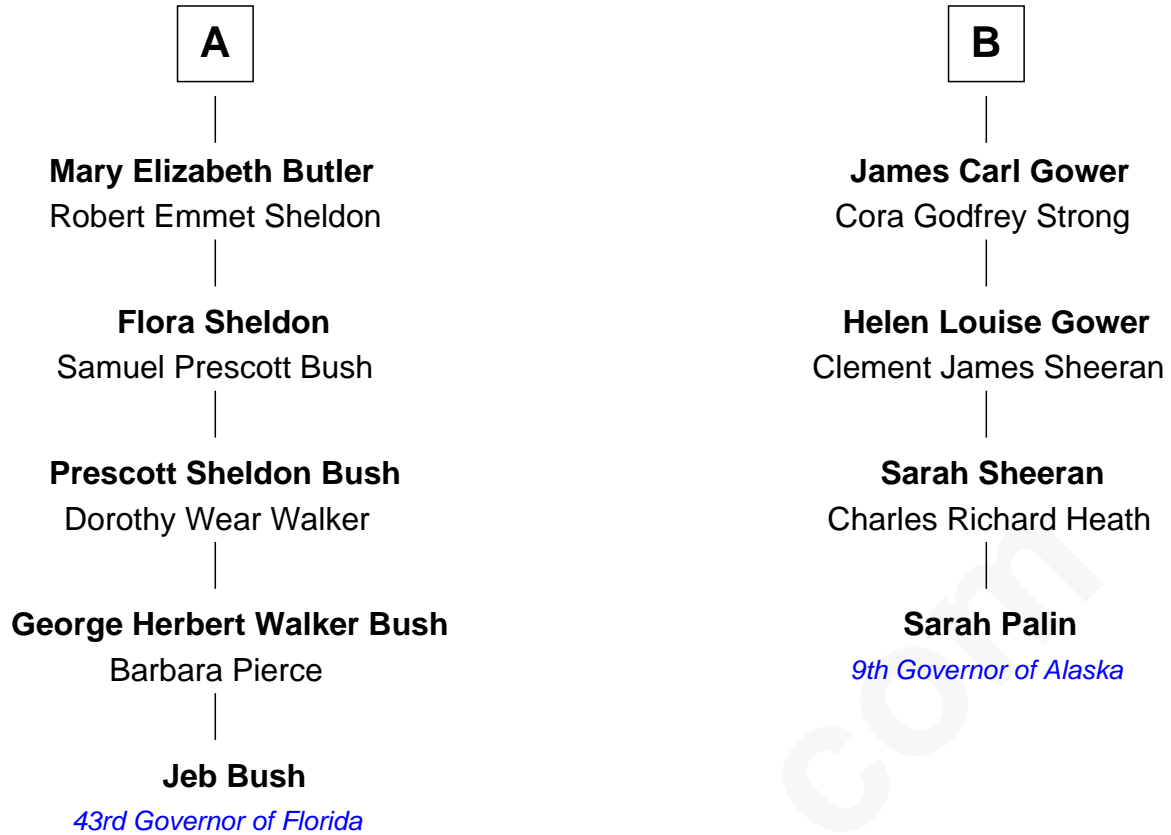 A
Mary Elizabeth Butler
Robert Emmet Sheldon
Flora Sheldon
Samuel Prescott Bush
Prescott Sheldon Bush
Dorothy Wear Walker
George Herbert Walker Bush
Barbara Pierce
Jeb Bush
43rd Governor of Florida
B
James Carl Gower
Cora Godfrey Strong
Helen Louise Gower
Clement James Sheeran
Sarah Sheeran
Charles Richard Heath
Sarah Palin
9th Governor of Alaska
com